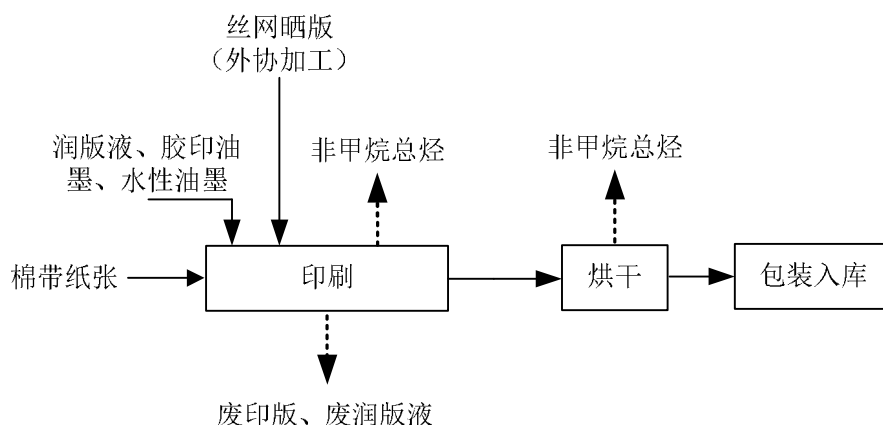 丝网晒版
（外协加工）
润版液、胶印油
墨、水性油墨
非甲烷总烃
非甲烷总烃
棉带纸张
印刷
烘干
包装入库
废印版、废润版液